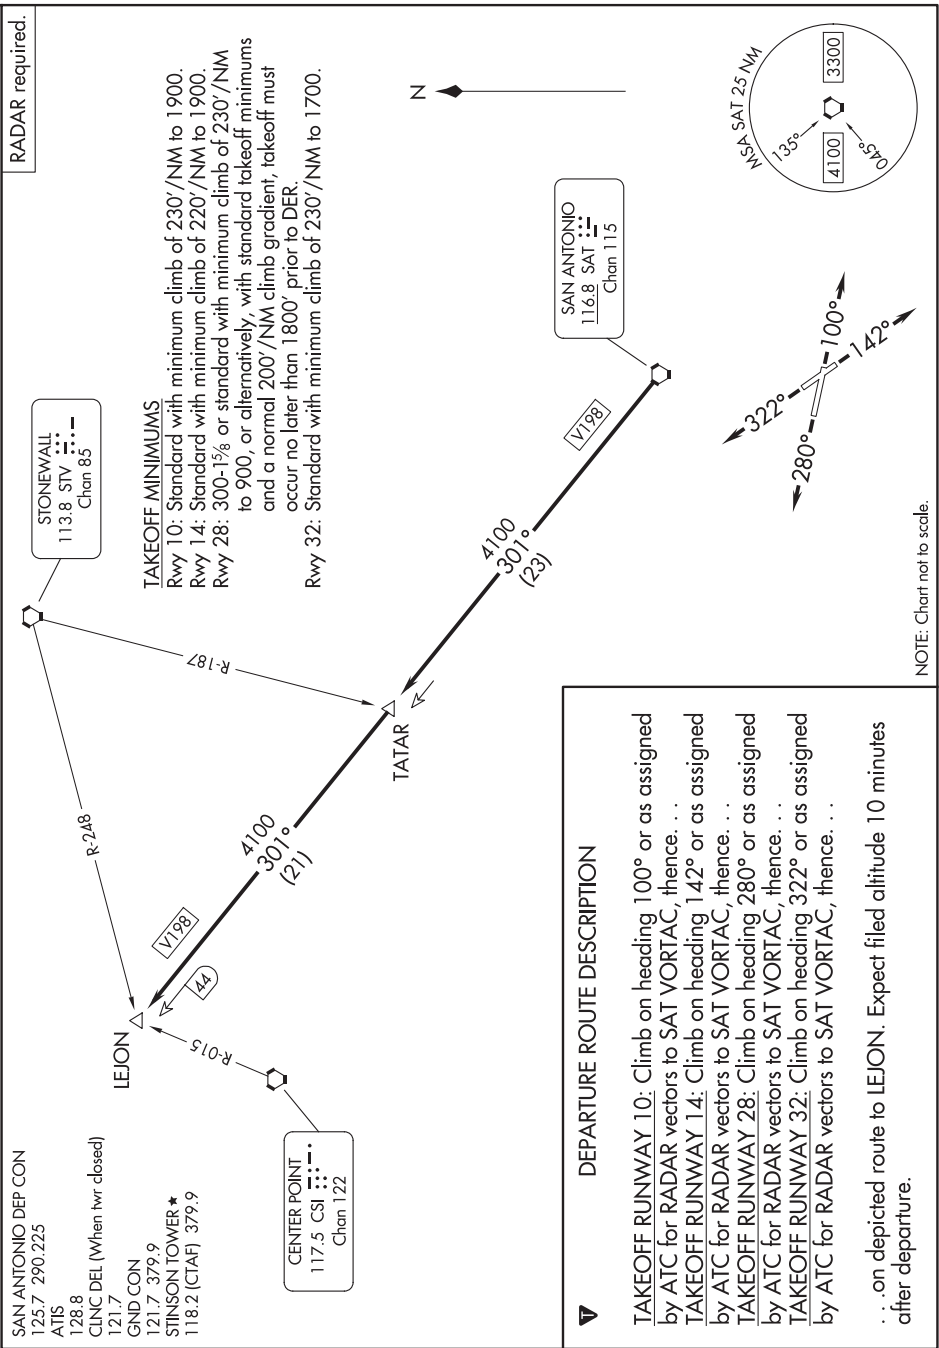 RADAR required.
SAN ANTONIO DEP CON
125.7 290.225
ATIS
128.8
CLNC DEL (When twr closed)
121.7
GND CON
121.7 379.9
STINSON TOWER ★
118.2 (CTAF) 379.9
STONEWALL
113.8 STV
Chan 85
TAKEOFF MINIMUMS
Rwy 10: Standard with minimum climb of 230'/NM to 1900.
Rwy 14: Standard with minimum climb of 220'/NM to 1900.
Rwy 28: 300-1⅝ or standard with minimum climb of 230'/NM
to 900, or alternatively, with standard takeoff minimums
and a normal 200'/NM climb gradient, takeoff must
occur no later than 1800' prior to DER.
Rwy 32: Standard with minimum climb of 230'/NM to 1700.
LEJON
R-248
R-187
R-015
V198
44
4100
301°
(21)
TATAR
CENTER POINT
117.5 CSI
Chan 122
4100
301°
(23)
V198
N
SAN ANTONIO
116.8 SAT
Chan 115
MSA SAT 25 NM
135°
045°
4100
3300
322°
280°
100°
142°
NOTE: Chart not to scale.
T
DEPARTURE ROUTE DESCRIPTION
TAKEOFF RUNWAY 10: Climb on heading 100° or as assigned
by ATC for RADAR vectors to SAT VORTAC, thence. . .
TAKEOFF RUNWAY 14: Climb on heading 142° or as assigned
by ATC for RADAR vectors to SAT VORTAC, thence. . .
TAKEOFF RUNWAY 28: Climb on heading 280° or as assigned
by ATC for RADAR vectors to SAT VORTAC, thence. . .
TAKEOFF RUNWAY 32: Climb on heading 322° or as assigned
by ATC for RADAR vectors to SAT VORTAC, thence. . .
. . .on depicted route to LEJON. Expect filed altitude 10 minutes
after departure.